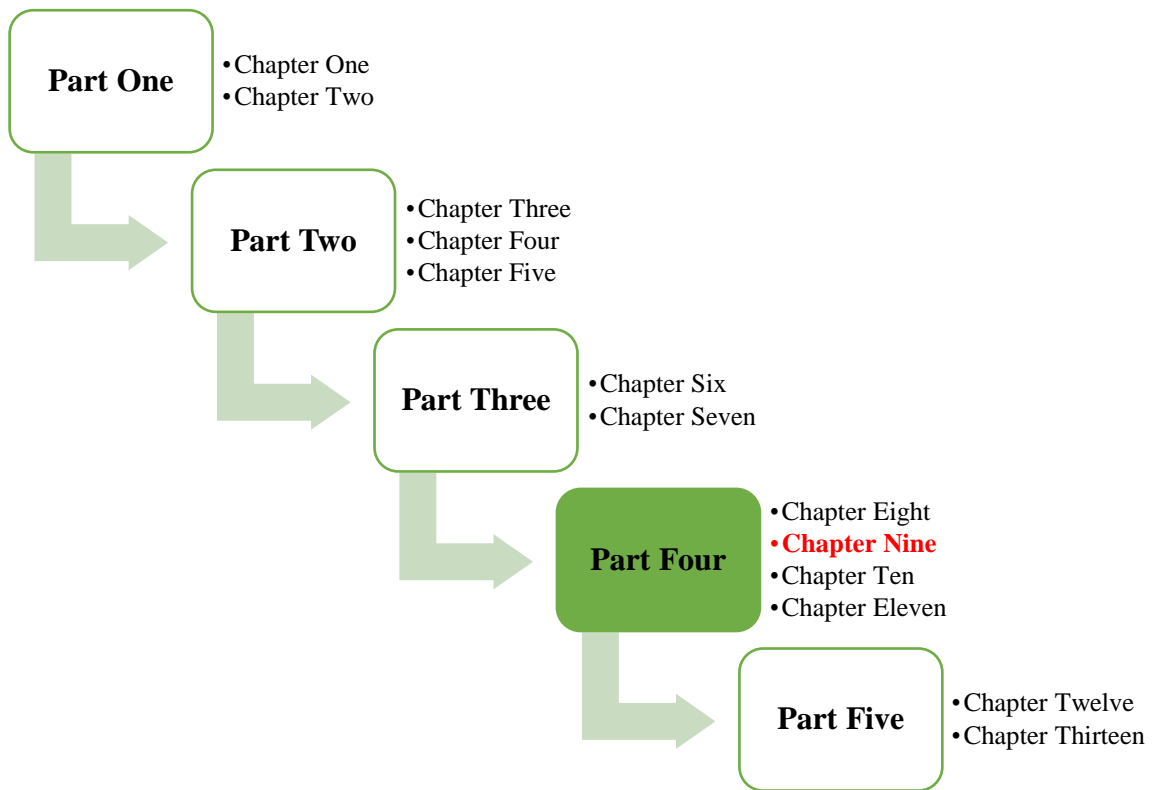 Part One
•Chapter One
•Chapter Two
Part Two
•Chapter Three
•Chapter Four
•Chapter Five
Part Three
•Chapter Six
•Chapter Seven
Part Four
•Chapter Eight
•Chapter Nine
•Chapter Ten
•Chapter Eleven
Part Five
•Chapter Twelve
•Chapter Thirteen